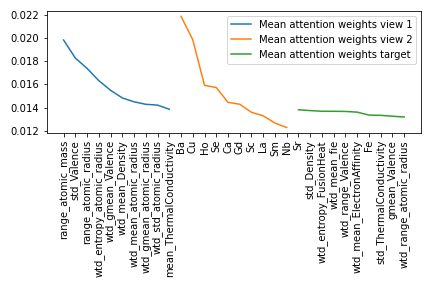 0.022
0.020
0.018
0.016
0.014
0.012
Mean attention weights view 1
Mean attention weights view 2
Mean attention weights target
range_atomic_mass
std_Valence
range_atomic_radius
wtd_entropy_atomic_radius
wtd_gmean_Valence
wtd_mean_Density
wtd_mean_atomic_radius
wtd_gmean_atomic_radius
wtd_std_atomic_radius
mean_ThermalConductivity
Ba
Cu
Ho
Se
Ca
Gd
Sc
La
Sm
Nb
Sr
std_Density
wtd_entropy_FusionHeat
wtd_mean_fie
wtd_range_Valence
wtd_mean_ElectronAffinity
Fe
std_ThermalConductivity
gmean_Valence
wtd_range_atomic_radius